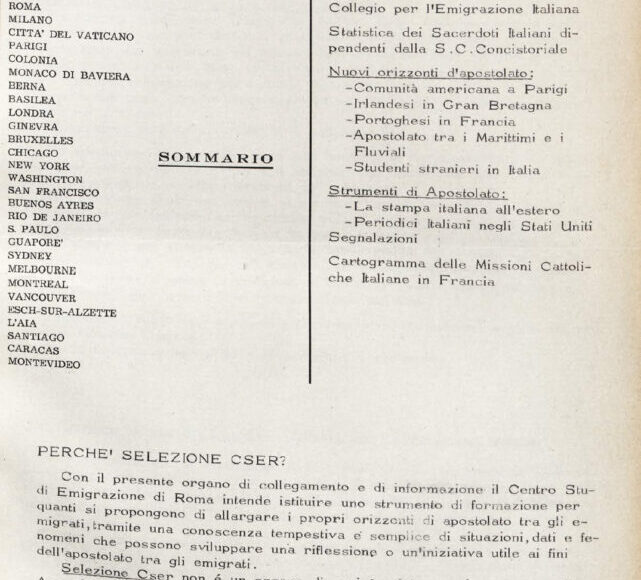 ROMA
MILANO
CITTA' DEL VATICANO
PARIGI
COLONIA
MONACO DI BAVIERA
BERNA
BASILEA
LONDRA
GINEVRA
BRUXELLES
CHICAGO
NEW YORK
WASHINGTON
SAN FRANCISCO
BUENOS AYRES
RIO DE JANEIRO
S. PAULO
GUAPORE'
SYDNEY
MELBOURNE
MONTREAL
VANCOUVER
ESCH-SUR-ALZETTE
L'AIA
SANTIAGO
CARACAS
MONTEVIDEO
SOMMARIO
Collegio per l'Emigrazione Italiana
Statistica dei Sacerdoti Italiani di-
pendenti dalla S.C.Concistoriale
Nuovi orizzonti d'apostolato:
-Comunità americana a Parigi
-Irlandesi in Gran Bretagna
-Portoghesi in Francia
-Apostolato tra i Marittimi e i
Fluviali
-Studenti stranieri in Italia
Strumenti di Apostolato:
-La stampa italiana all'estero
-Periodici Italiani negli Stati Uniti
Segnalazioni
Cartogramma delle Missioni Cattoli-
che Italiane in Francia
PERCHE' SELEZIONE CSER?
Con il presente organo di collegamento e di informazione il Centro Stu-
di Emigrazione di Roma intende istituire uno strumento di formazione per
quanti si propongono di allargare i propri orizzonti di apostolato tra gli e-
migrati, tramite una conoscenza tempestiva e semplice di situazioni, dati e fe-
nomeni che possono sviluppare una riflessione o un'iniziativa utile ai fini
dell'apostolato tra gli emigrati.
Selezione Cser non é un